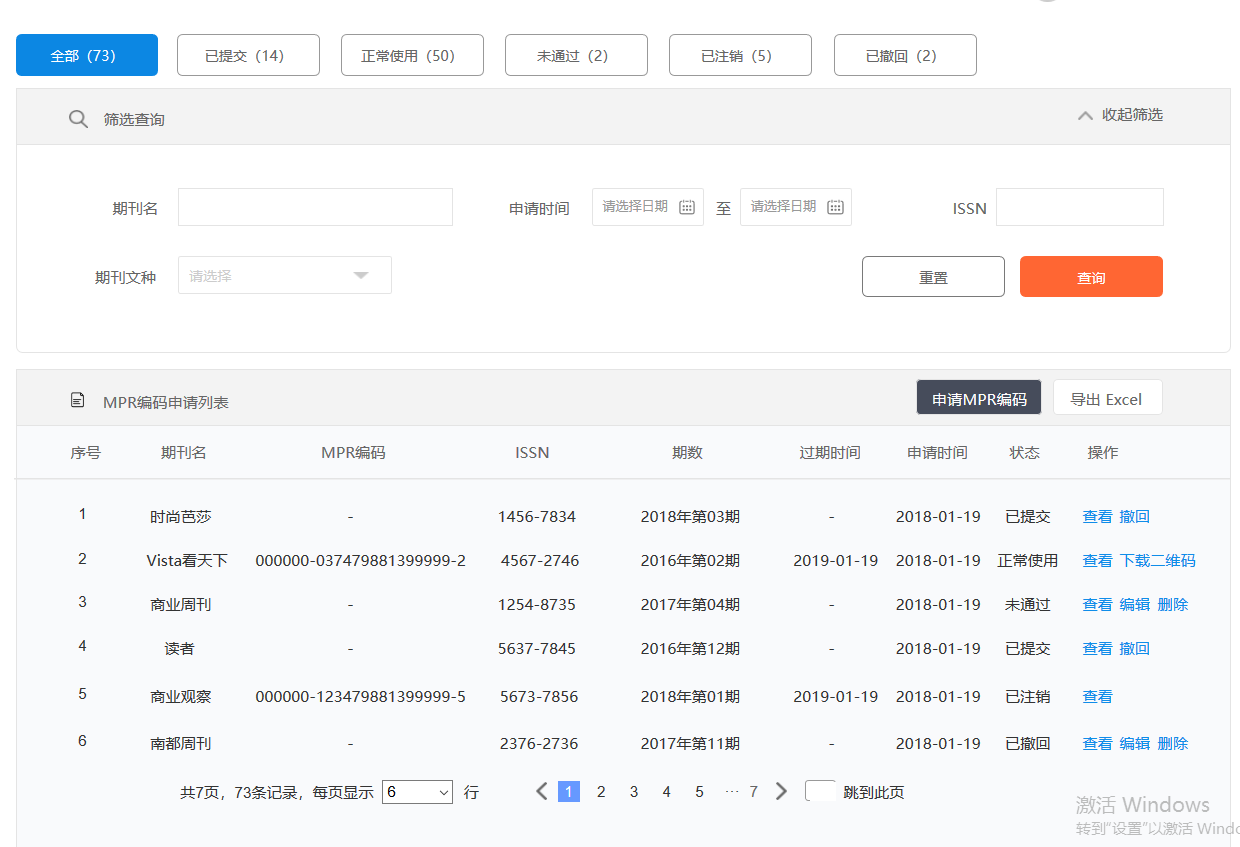 全部（73） 已提交（14） 正常使用（50） 未通过（2） 已注销（5） 已撤回（2）
筛选查询 收起筛选
期刊名 申请时间 请选择日期 至 请选择日期 ISSN
期刊文种 请选择 重置 查询
MPR编码申请列表 申请MPR编码 导出 Excel
序号 期刊名 MPR编码 ISSN 期数 过期时间 申请时间 状态 操作
1 时尚芭莎 - 1456-7834 2018年第03期 - 2018-01-19 已提交 查看 撤回
2 Vista看天下 000000-037479881399999-2 4567-2746 2016年第02期 2019-01-19 2018-01-19 正常使用 查看 下载二维码
3 商业周刊 - 1254-8735 2017年第04期 - 2018-01-19 未通过 查看 编辑 删除
4 读者 - 5637-7845 2016年第12期 - 2018-01-19 已提交 查看 撤回
5 商业观察 000000-123479881399999-5 5673-7856 2018年第01期 2019-01-19 2018-01-19 已注销 查看
6 南都周刊 - 2376-2736 2017年第11期 - 2018-01-19 已撤回 查看 编辑 删除
共7页，73条记录，每页显示 6 行 1 2 3 4 5 ··· 7 跳到此页
激活 Windows
转到"设置"以激活 Windo